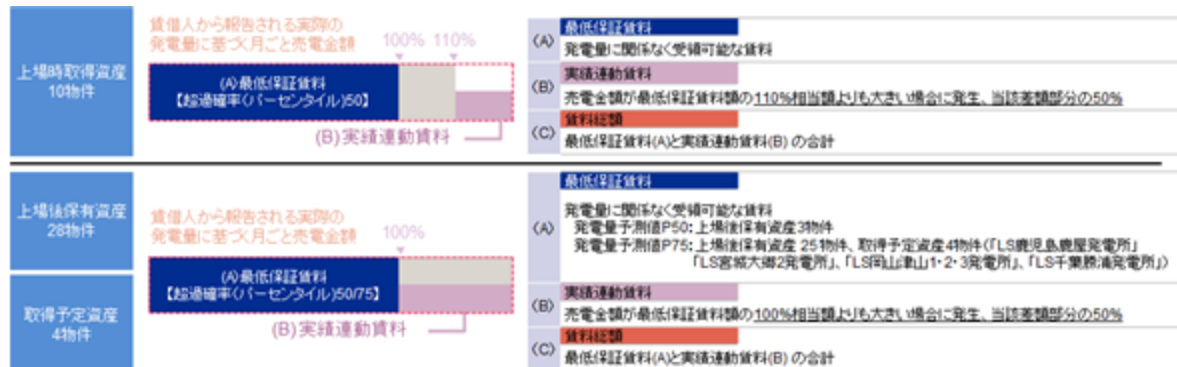 上場時取得資産
10物件
賃借人から報告される実際の
発電量に基づく月ごと売電金額
100% 110%
(A)最低保証賃料
【超過確率(パーセンタイル)50】
(B)実績連動賃料
(A)
最低保証賃料
発電量に関係なく受領可能な賃料
(B)
実績連動賃料
売電金額が最低保証賃料額の110%相当額よりも大きい場合に発生、当該差額部分の50%
(C)
賃料総額
最低保証賃料(A)と実績連動賃料(B) の合計
上場後保有資産
28物件
取得予定資産
4物件
賃借人から報告される実際の
発電量に基づく月ごと売電金額
100%
(A)最低保証賃料
【超過確率(パーセンタイル)50/75】
(B)実績連動賃料
(A)
最低保証賃料
発電量に関係なく受領可能な賃料
発電量予測値P50：上場後保有資産3物件
発電量予測値P75：上場後保有資産 25物件、取得予定資産4物件(「LS鹿児島鹿屋発電所」
「LS宮城大郷2発電所」、「LS岡山津山1・2・3発電所」、「LS千葉勝浦発電所」)
(B)
実績連動賃料
売電金額が最低保証賃料額の100%相当額よりも大きい場合に発生、当該差額部分の50%
(C)
賃料総額
最低保証賃料(A)と実績連動賃料(B) の合計